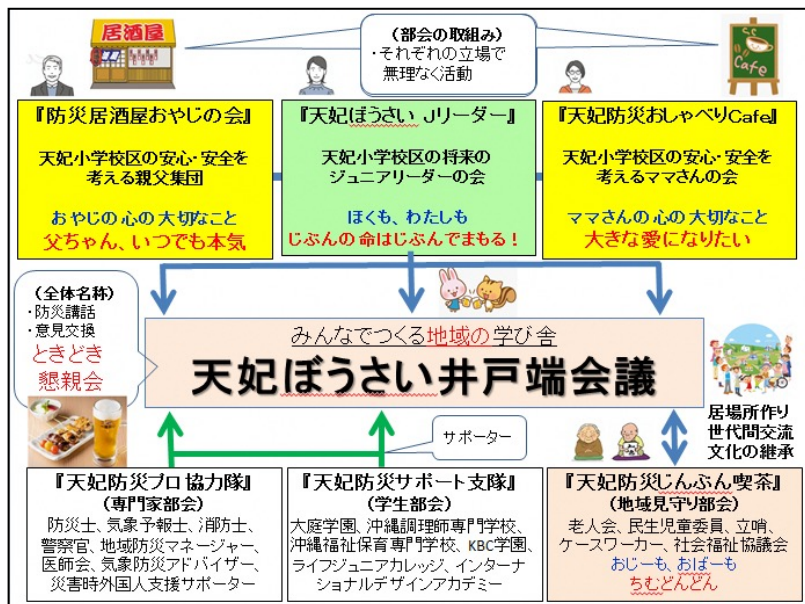 居酒屋
(部会の取組み)
・それぞれの立場で
無理なく活動
Cafe
『防災居酒屋おやじの会』
天妃小学校区の安心・安全を
考える親父集団
おやじの心の大切なこと
父ちゃん、いつでも本気
『天妃ぼうさい Jリーダー』
天妃小学校区の将来の
ジュニアリーダーの会
ぼくも、わたしも
じぶんの命はじぶんでまもる!
『天妃防災おしゃべりCafe』
天妃小学校区の安心・安全を
考えるママさんの会
ママさんの心の大切なこと
大きな愛になりたい
(全体名称)
・防災講話
・意見交換
ときどき
懇親会
みんなでつくる地域の学び舎
天妃ぼうさい井戸端会議
居場所作り
世代間交流
文化の継承
サポーター
『天妃防災プロ協力隊』
(専門家部会)
防災士、気象予報士、消防士、
警察官、地域防災マネージャー、
医師会、気象防災アドバイザー、
災害時外国人支援サポーター
『天妃防災サポート支隊』
(学生部会)
大庭学園、沖縄調理師専門学校、
沖縄福祉保育専門学校、KBC学園、
ライフジュニアカレッジ、インターナ
ショナルデザインアカデミー
『天妃防災じんぶん喫茶』
(地域見守り部会)
老人会、民生児童委員、立哨、
ケースワーカー、社会福祉協議会
おじーも、おばーも
ちむどんどん